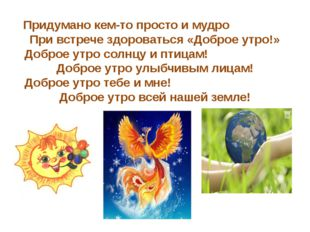 Придумано кем-то просто и мудро
При встрече здороваться «Доброе утро!»
Доброе утро солнцу и птицам!
Доброе утро улыбчивым лицам!
Доброе утро тебе и мне!
Доброе утро всей нашей земле!